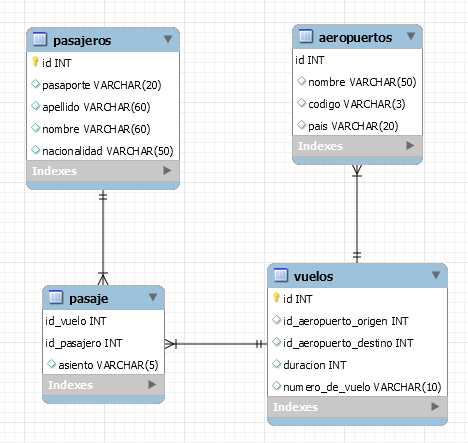 pasajeros
id INT
pasaporte VARCHAR(20)
apellido VARCHAR(60)
nombre VARCHAR(60)
nacionalidad VARCHAR(50)
Indexes
aeropuertos
id INT
nombre VARCHAR(50)
codigo VARCHAR(3)
pais VARCHAR(20)
Indexes
pasaje
id_vuelo INT
id_pasajero INT
asiento VARCHAR(5)
Indexes
vuelos
id INT
id_aeropuerto_origen INT
id_aeropuerto_destino INT
duracion INT
numero_de_vuelo VARCHAR(10)
Indexes